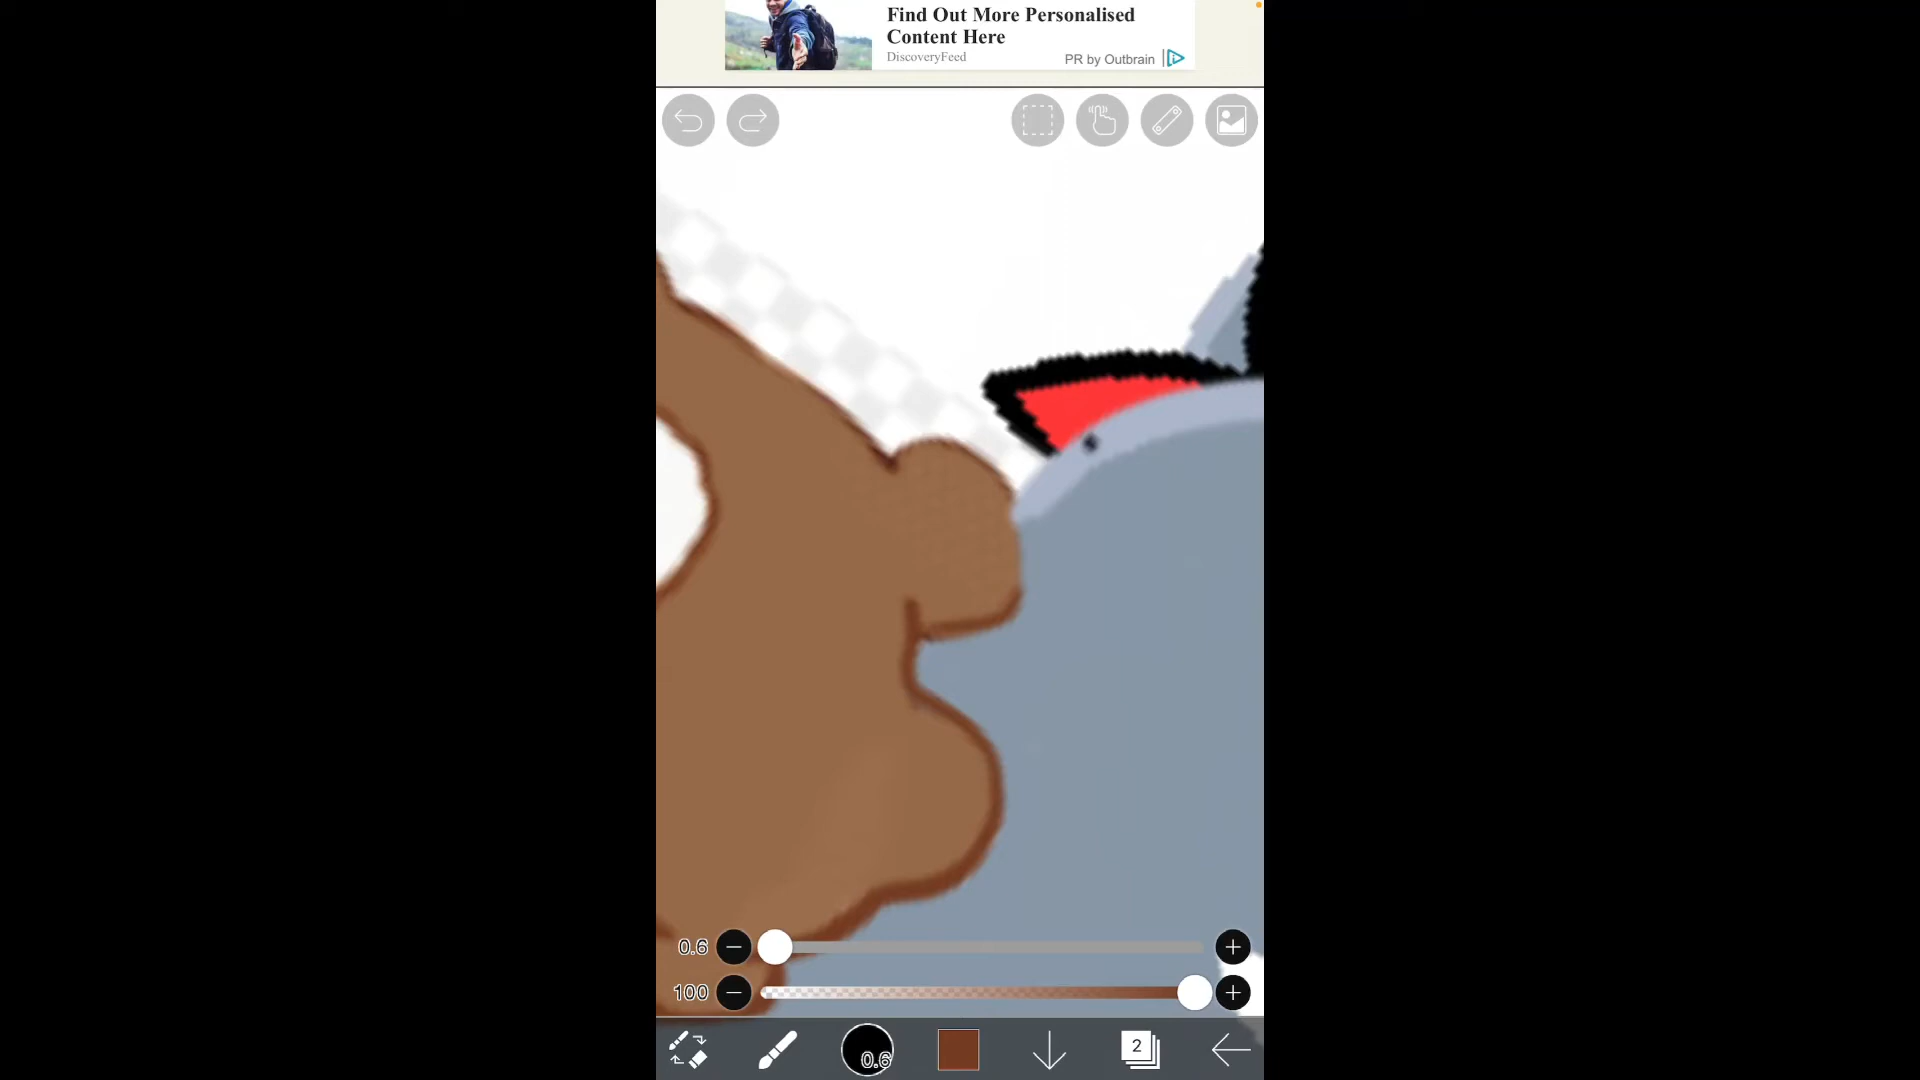 Find Out More Personalised
Content Here
DiscoveryFeed
PR by Outbrain
0.6
100
0.6
2